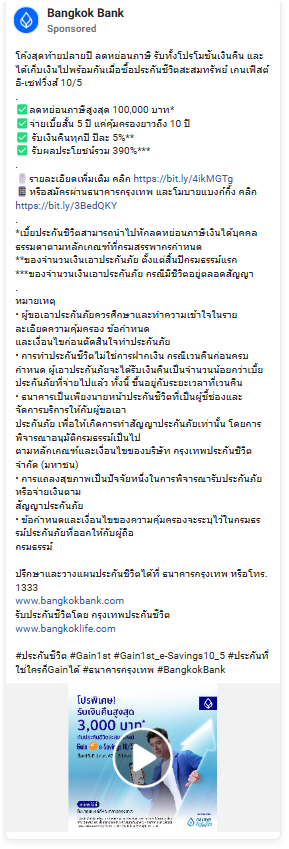 Bangkok Bank
Sponsored
โค้งสุดท้ายปลายปี ลดหย่อนภาษี รับทั้งโปรโมชันเงินคืน และ
ได้เก็บเงินไปพร้อมกันเมื่อซื้อประกันชีวิตสะสมทรัพย์ เกนเฟิสต์
อี-เซฟวิ่งส์ 10/5
.
✅ ลดหย่อนภาษีสูงสุด 100,000 บาท*
✅ จ่ายเบี้ยสั้น 5 ปี แต่คุ้มครองยาวถึง 10 ปี
✅ รับเงินคืนทุกปี ปีละ 5%**
✅ รับผลประโยชน์รวม 390%***
.
🖱️ รายละเอียดเพิ่มเติม คลิก https://bit.ly/4ikMGTg
📱 หรือสมัครผ่านธนาคารกรุงเทพ และโมบายแบงก์กิ้ง คลิก
https://bit.ly/3BedQKY
.
*เบี้ยประกันชีวิตสามารถนำไปหักลดหย่อนภาษีเงินได้บุคคล
ธรรมดาตามหลักเกณฑ์ที่กรมสรรพากรกำหนด
**ของจำนวนเงินเอาประกันภัย ตั้งแต่สิ้นปีกรมธรรม์แรก
***ของจำนวนเงินเอาประกันภัย กรณีมีชีวิตอยู่ตลอดสัญญา
.
หมายเหตุ
• ผู้ขอเอาประกันภัยควรศึกษาและทำความเข้าใจในราย
ละเอียดความคุ้มครอง ข้อกำหนด
และเงื่อนไขก่อนตัดสินใจทำประกันภัย
• การทำประกันชีวิตไม่ใช่การฝากเงิน กรณีเวนคืนก่อนครบ
กำหนด ผู้เอาประกันภัยจะได้รับเงินคืนเป็นจำนวนน้อยกว่าเบี้ย
ประกันภัยที่จ่ายไปแล้ว ทั้งนี้ ขึ้นอยู่กับระยะเวลาที่เวนคืน
• ธนาคารเป็นเพียงนายหน้าประกันชีวิตที่เป็นผู้ชี้ช่องและ
จัดการบริการให้กับผู้ขอเอา
ประกันภัย เพื่อให้เกิดการทำสัญญาประกันภัยเท่านั้น โดยการ
พิจารณาอนุมัติกรมธรรม์เป็นไป
ตามหลักเกณฑ์และเงื่อนไขของบริษัท กรุงเทพประกันชีวิต
จำกัด (มหาชน)
• การแถลงสุขภาพเป็นปัจจัยหนึ่งในการพิจารณารับประกันภัย
หรือจ่ายเงินตาม
สัญญาประกันภัย
• ข้อกำหนดและเงื่อนไขของความคุ้มครองจะระบุไว้ในกรมธร
รม์ประกันภัยที่ออกให้กับผู้ถือ
กรมธรรม์
ปรึกษาและวางแผนประกันชีวิตได้ที่ ธนาคารกรุงเทพ หรือโทร.
1333
www.bangkokbank.com
รับประกันชีวิตโดย กรุงเทพประกันชีวิต
www.bangkoklife.com
#ประกันชีวิต #Gain1st #Gain1st_e-Savings10_5 #ประกันที่
ใช่ใครก็Gainได้ #ธนาคารกรุงเทพ #BangkokBank
โปรพิเศษ!
รับเงินคืนสูงสุด
3,000 บาท*